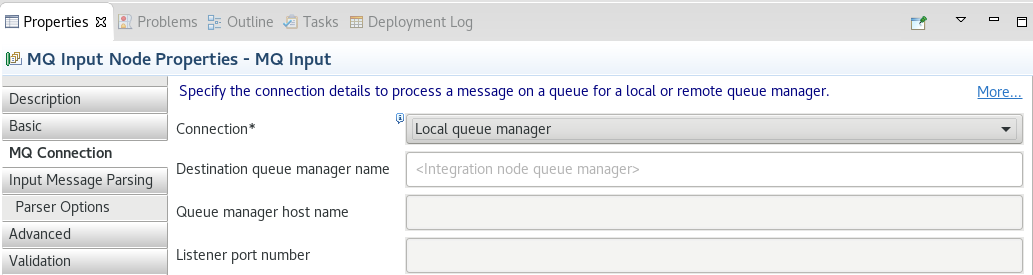 Properties Problems Outline Tasks Deployment Log
MQ Input Node Properties - MQ Input
Description
Basic
MQ Connection
Input Message Parsing
Parser Options
Advanced
Validation
Specify the connection details to process a message on a queue for a local or remote queue manager. More...
Connection* Local queue manager
Destination queue manager name <Integration node queue manager>
Queue manager host name
Listener port number